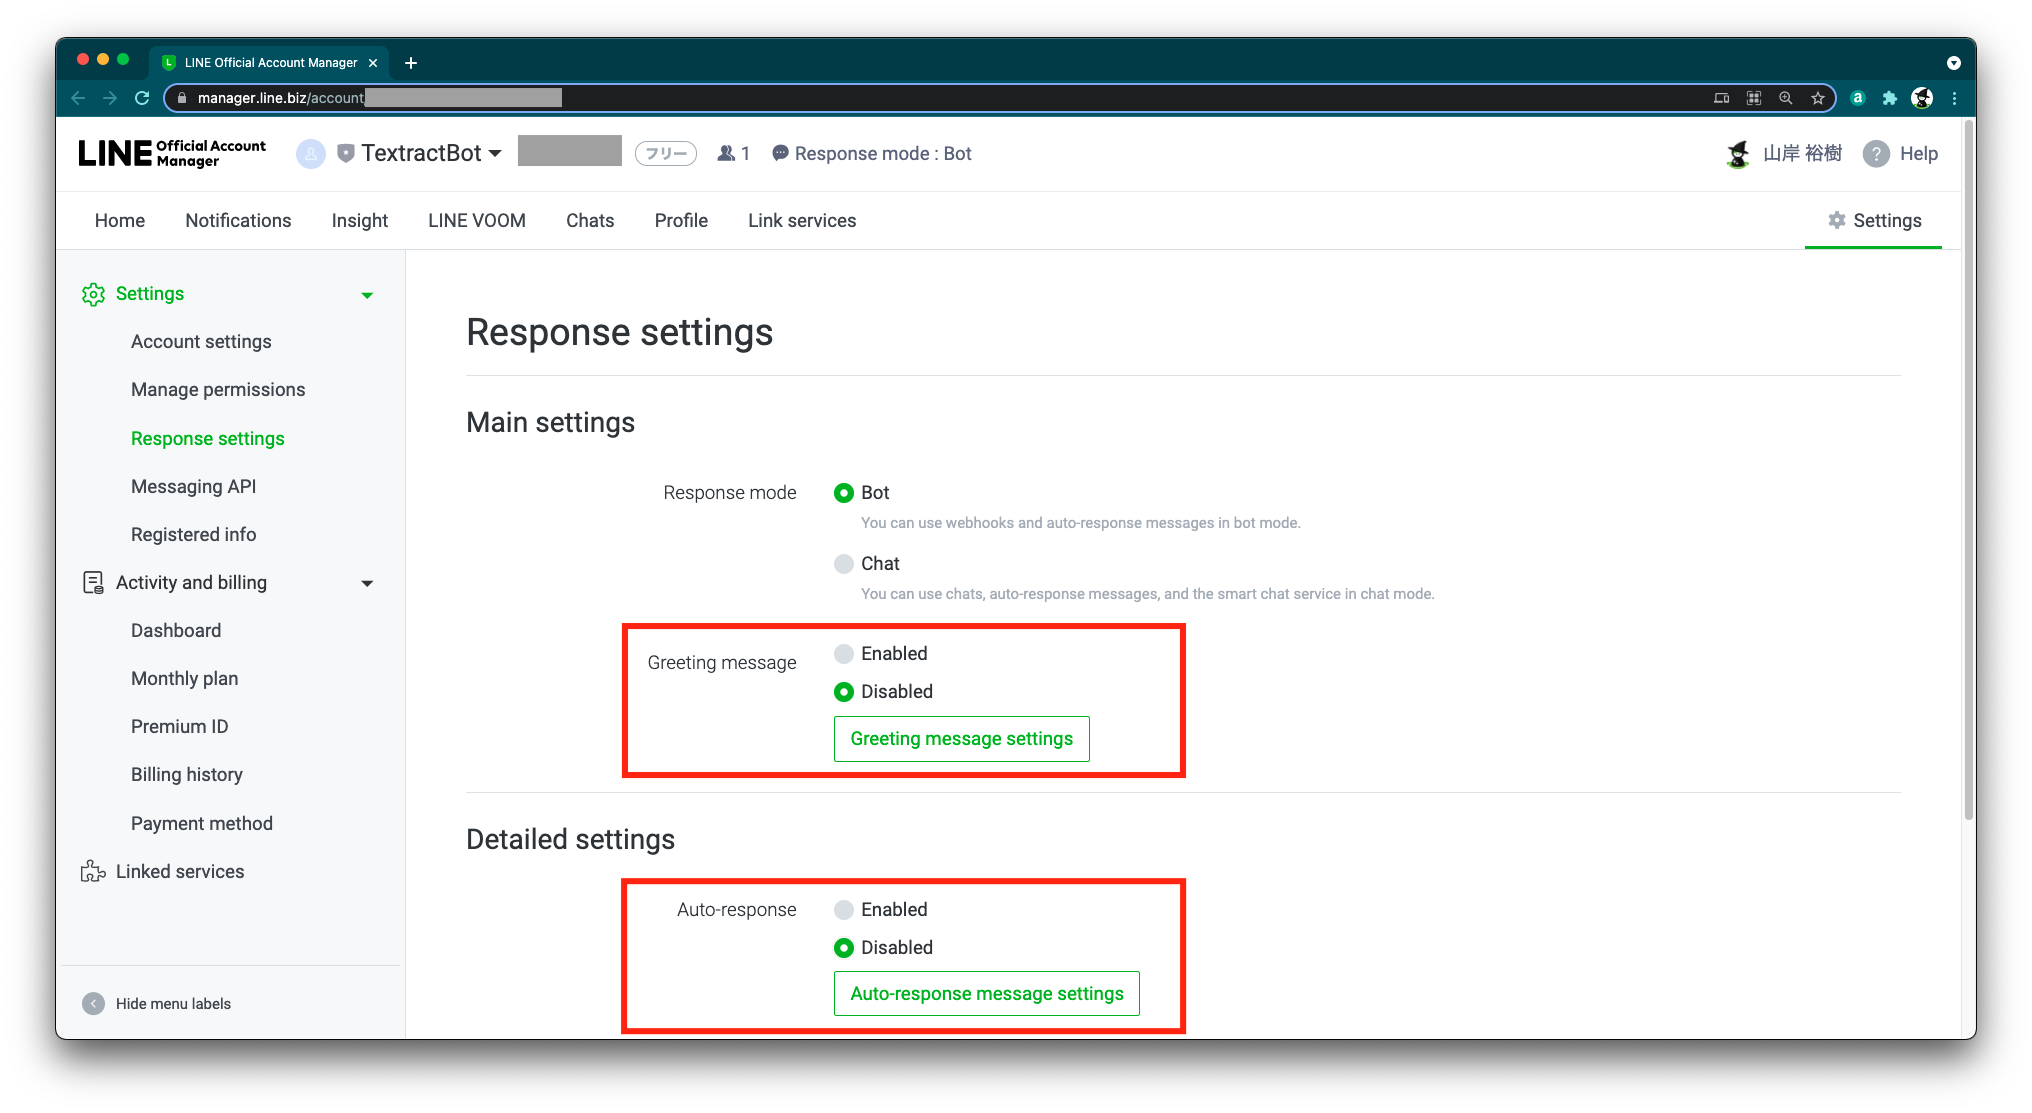 LINE Official Account Manager
manager.line.biz/account
LINE Official Account Manager
TextractBot
フリー
1
Response mode : Bot
山岸 裕樹
Help
Home
Notifications
Insight
LINE VOOM
Chats
Profile
Link services
Settings
Settings
Account settings
Manage permissions
Response settings
Messaging API
Registered info
Activity and billing
Dashboard
Monthly plan
Premium ID
Billing history
Payment method
Linked services
Hide menu labels
Response settings
Main settings
Response mode
Bot
You can use webhooks and auto-response messages in bot mode.
Chat
You can use chats, auto-response messages, and the smart chat service in chat mode.
Greeting message
Enabled
Disabled
Greeting message settings
Detailed settings
Auto-response
Enabled
Disabled
Auto-response message settings